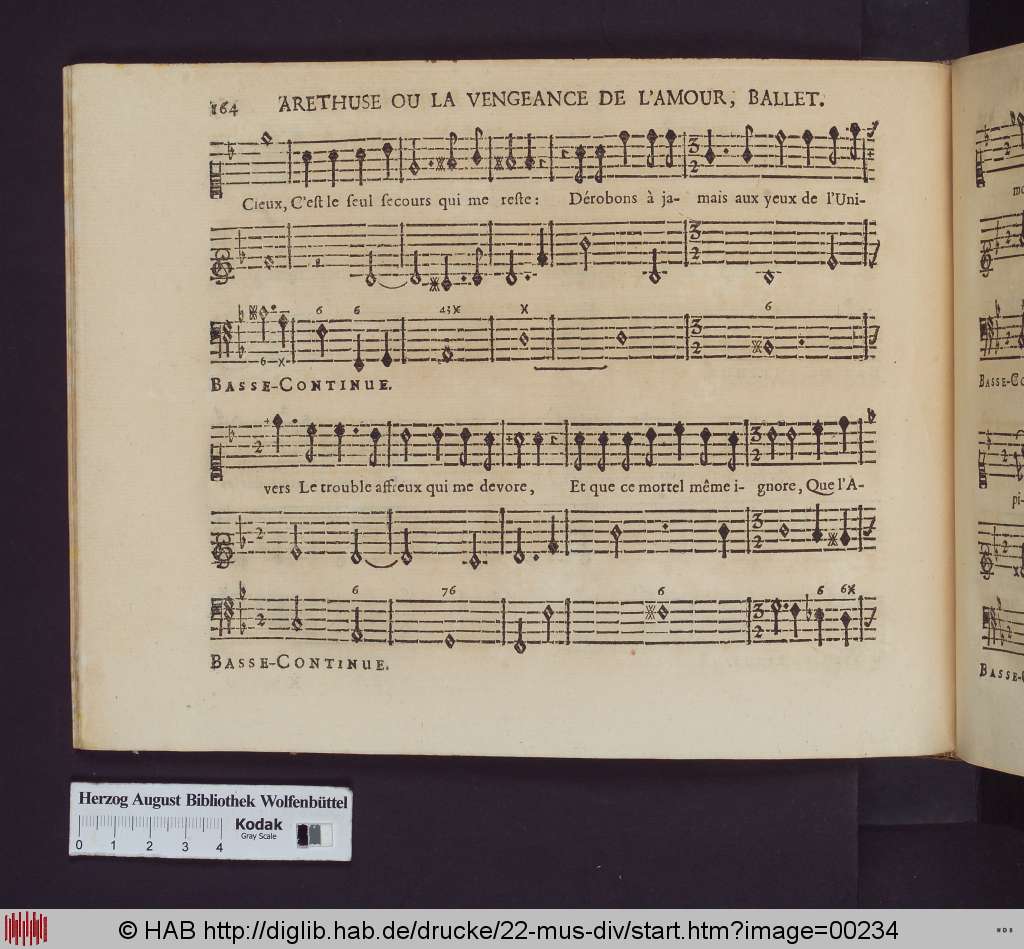 164 ARETHUSE OU LA VENGEANCE DE L'AMOUR, BALLET.
Cieux, C'est le seul secours qui me reste: Dérobons à ja- mais aux yeux de l'Uni-
BASSE-CONTINUE.
vers Le trouble affreux qui me devore, Et que ce mortel même i- gnore, Que l'A-
BASSE-CONTINUE.
Herzog August Bibliothek Wolfenbüttel
0 1 2 3 4
Kodak
Gray Scale
© HAB http://diglib.hab.de/drucke/22-mus-div/start.htm?image=00234